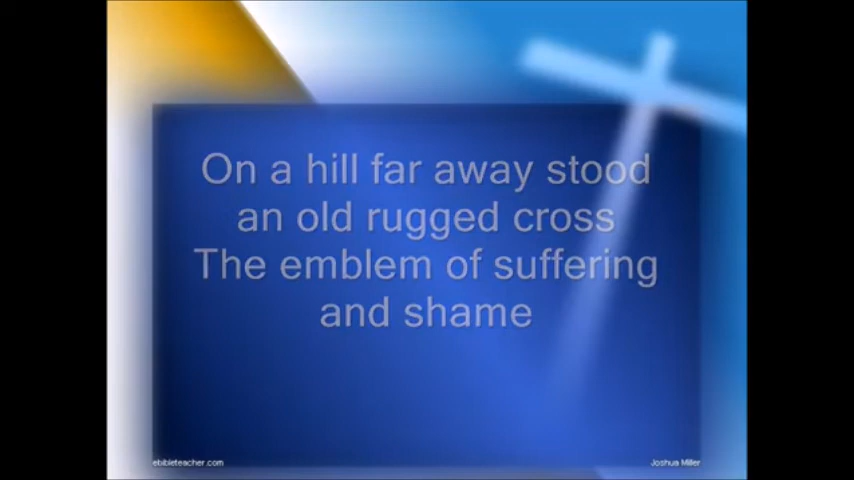 On a hill far away stood
an old rugged cross
The emblem of suffering
and shame
ebibleteacher.com
Joshua Miller